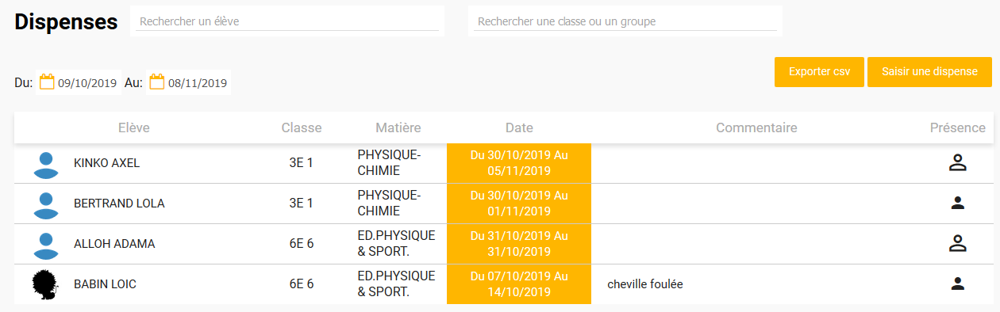 Dispenses
Rechercher un élève
Rechercher une classe ou un groupe
Du: 09/10/2019 Au: 08/11/2019
Exporter csv
Saisir une dispense
Elève Classe Matière Date Commentaire Présence
KINKO AXEL
3E 1
PHYSIQUE-
CHIMIE
Du 30/10/2019 Au
05/11/2019
BERTRAND LOLA
3E 1
PHYSIQUE-
CHIMIE
Du 30/10/2019 Au
01/11/2019
ALLOH ADAMA
6E 6
ED.PHYSIQUE
& SPORT.
Du 31/10/2019 Au
31/10/2019
BABIN LOIC
6E 6
ED.PHYSIQUE
& SPORT.
Du 07/10/2019 Au
14/10/2019
cheville foulée